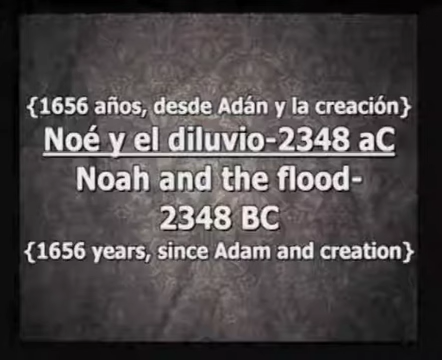 {1656 años, desde Adán y la creación}
Noé y el diluvio-2348 aC
Noah and the flood-
2348 BC
{1656 years, since Adam and creation}